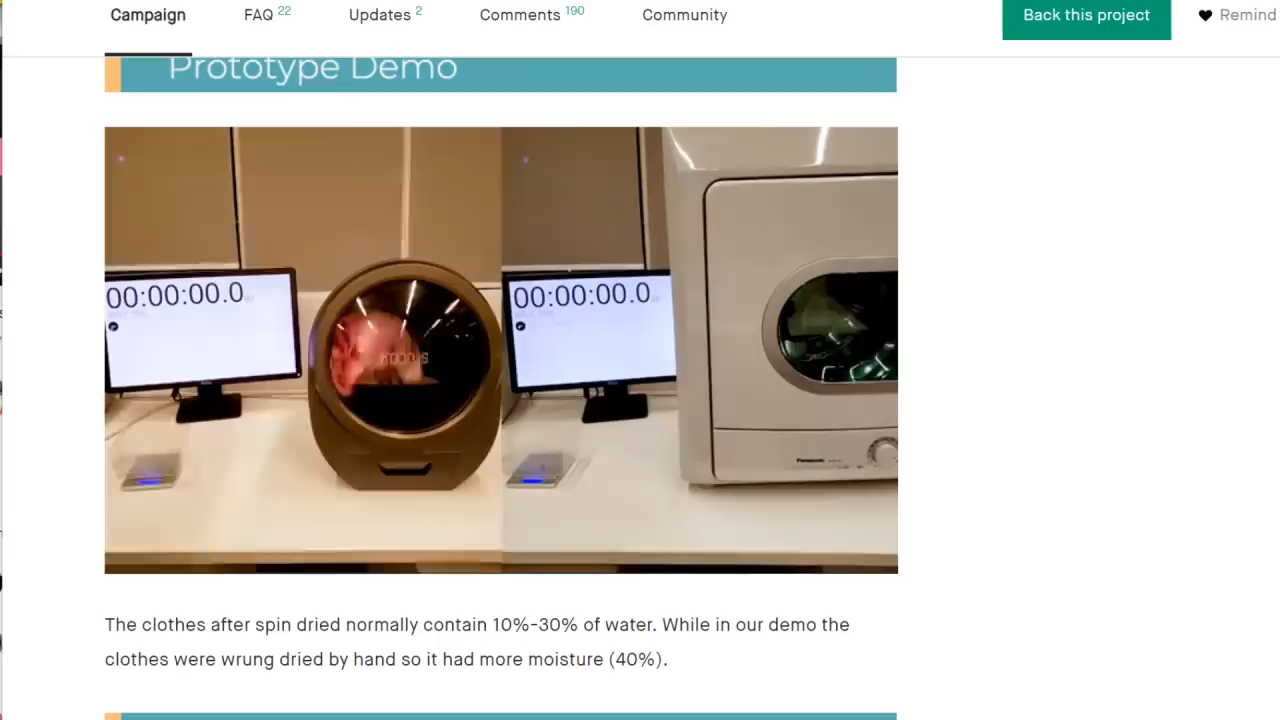 Campaign
FAQ 22
Updates 2
Comments 190
Community
Back this project
Remind
Prototype Demo
00:00:00.0
00:00:00.0
Panasonic
The clothes after spin dried normally contain 10%-30% of water. While in our demo the
clothes were wrung dried by hand so it had more moisture (40%).